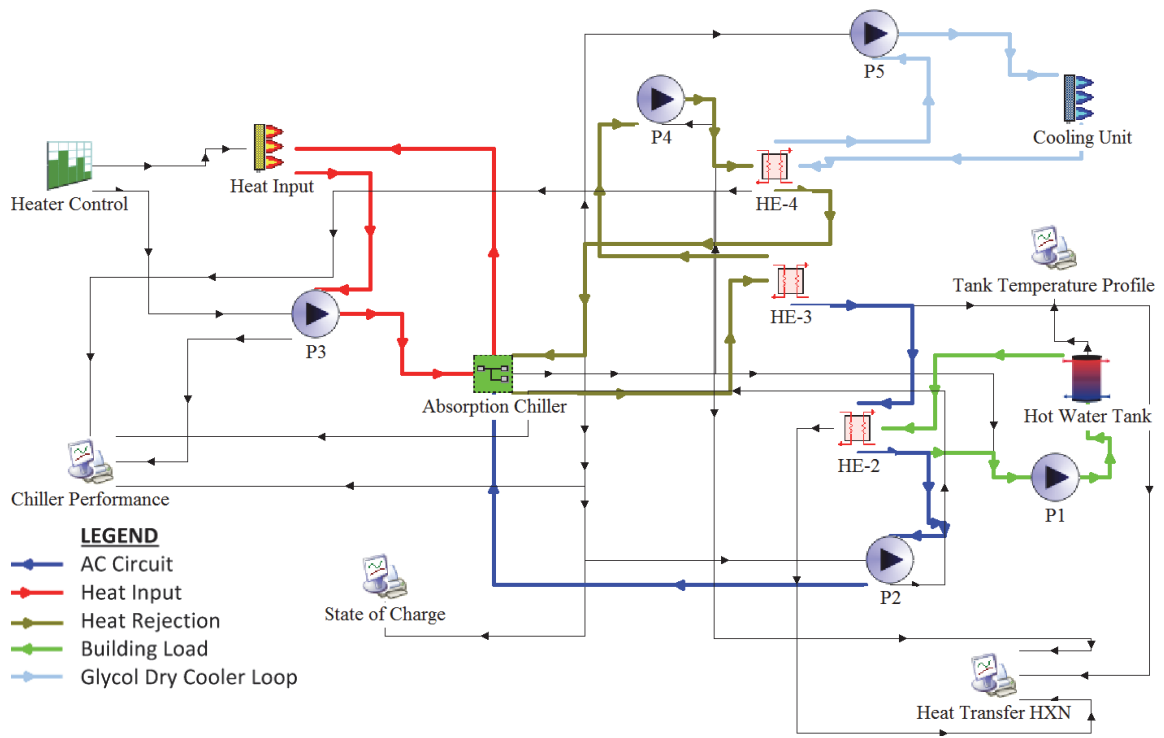 P5
Cooling Unit
P4
Heat Input
HE-4
Heater Control
Tank Temperature Profile
HE-3
P3
Absorption Chiller
Hot Water Tank
HE-2
Chiller Performance
P1
LEGEND
AC Circuit
Heat Input
Heat Rejection
Building Load
Glycol Dry Cooler Loop
State of Charge
P2
Heat Transfer HXN